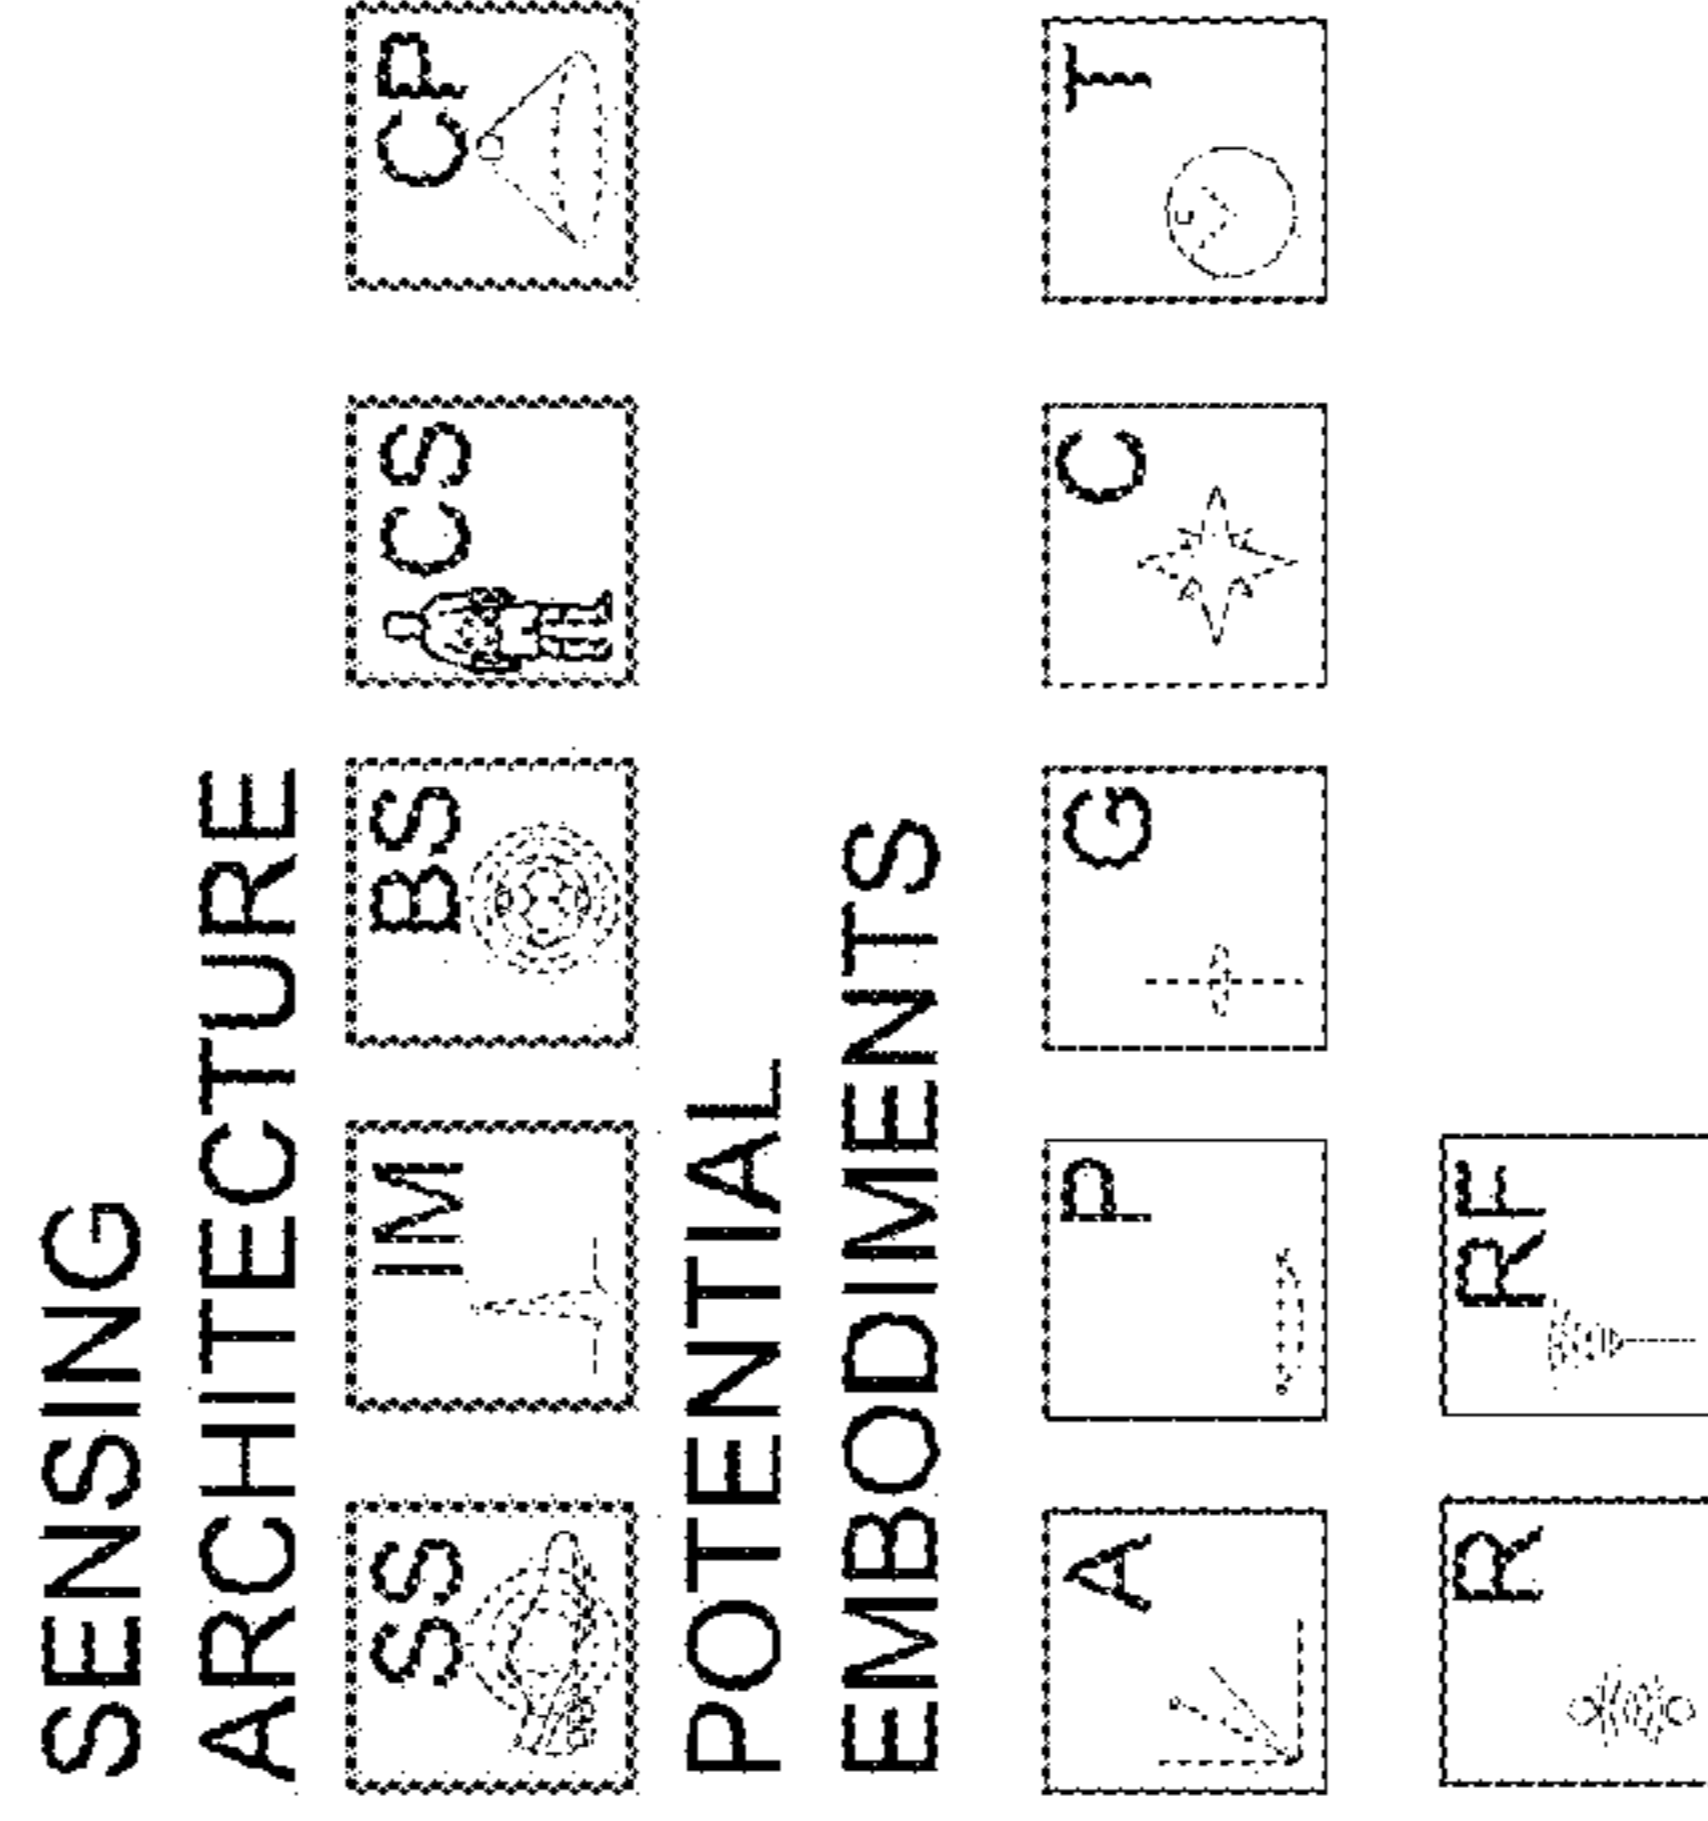 SENSING
ARCHITECTURE
SS IM BS CS CP
POTENTIAL
EMBODIMENTS
A P G C T
R RF